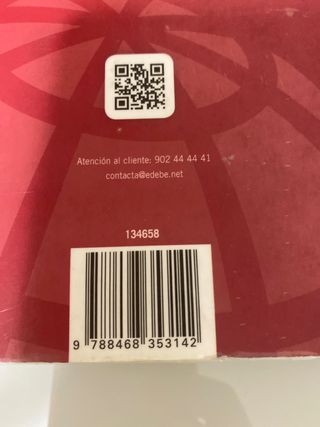 Atención al cliente: 902 44 44 41
contacta@edebe.net
134658
9 788468 353142